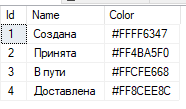 Id Name Color
1 Создана #FFFF6347
2 Принята #FF4BA5F0
3 В пути #FFCFE668
4 Доставлена #FF8CEE8C